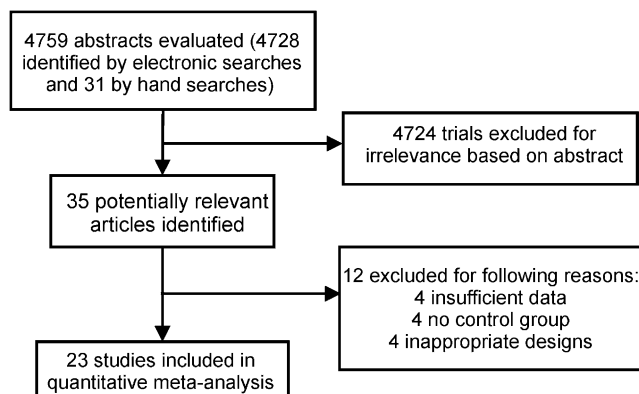 4759 abstracts evaluated (4728
identified by electronic searches
and 31 by hand searches)
4724 trials excluded for
irrelevance based on abstract
35 potentially relevant
articles identified
12 excluded for following reasons:
4 insufficient data
4 no control group
4 inappropriate designs
23 studies included in
quantitative meta-analysis